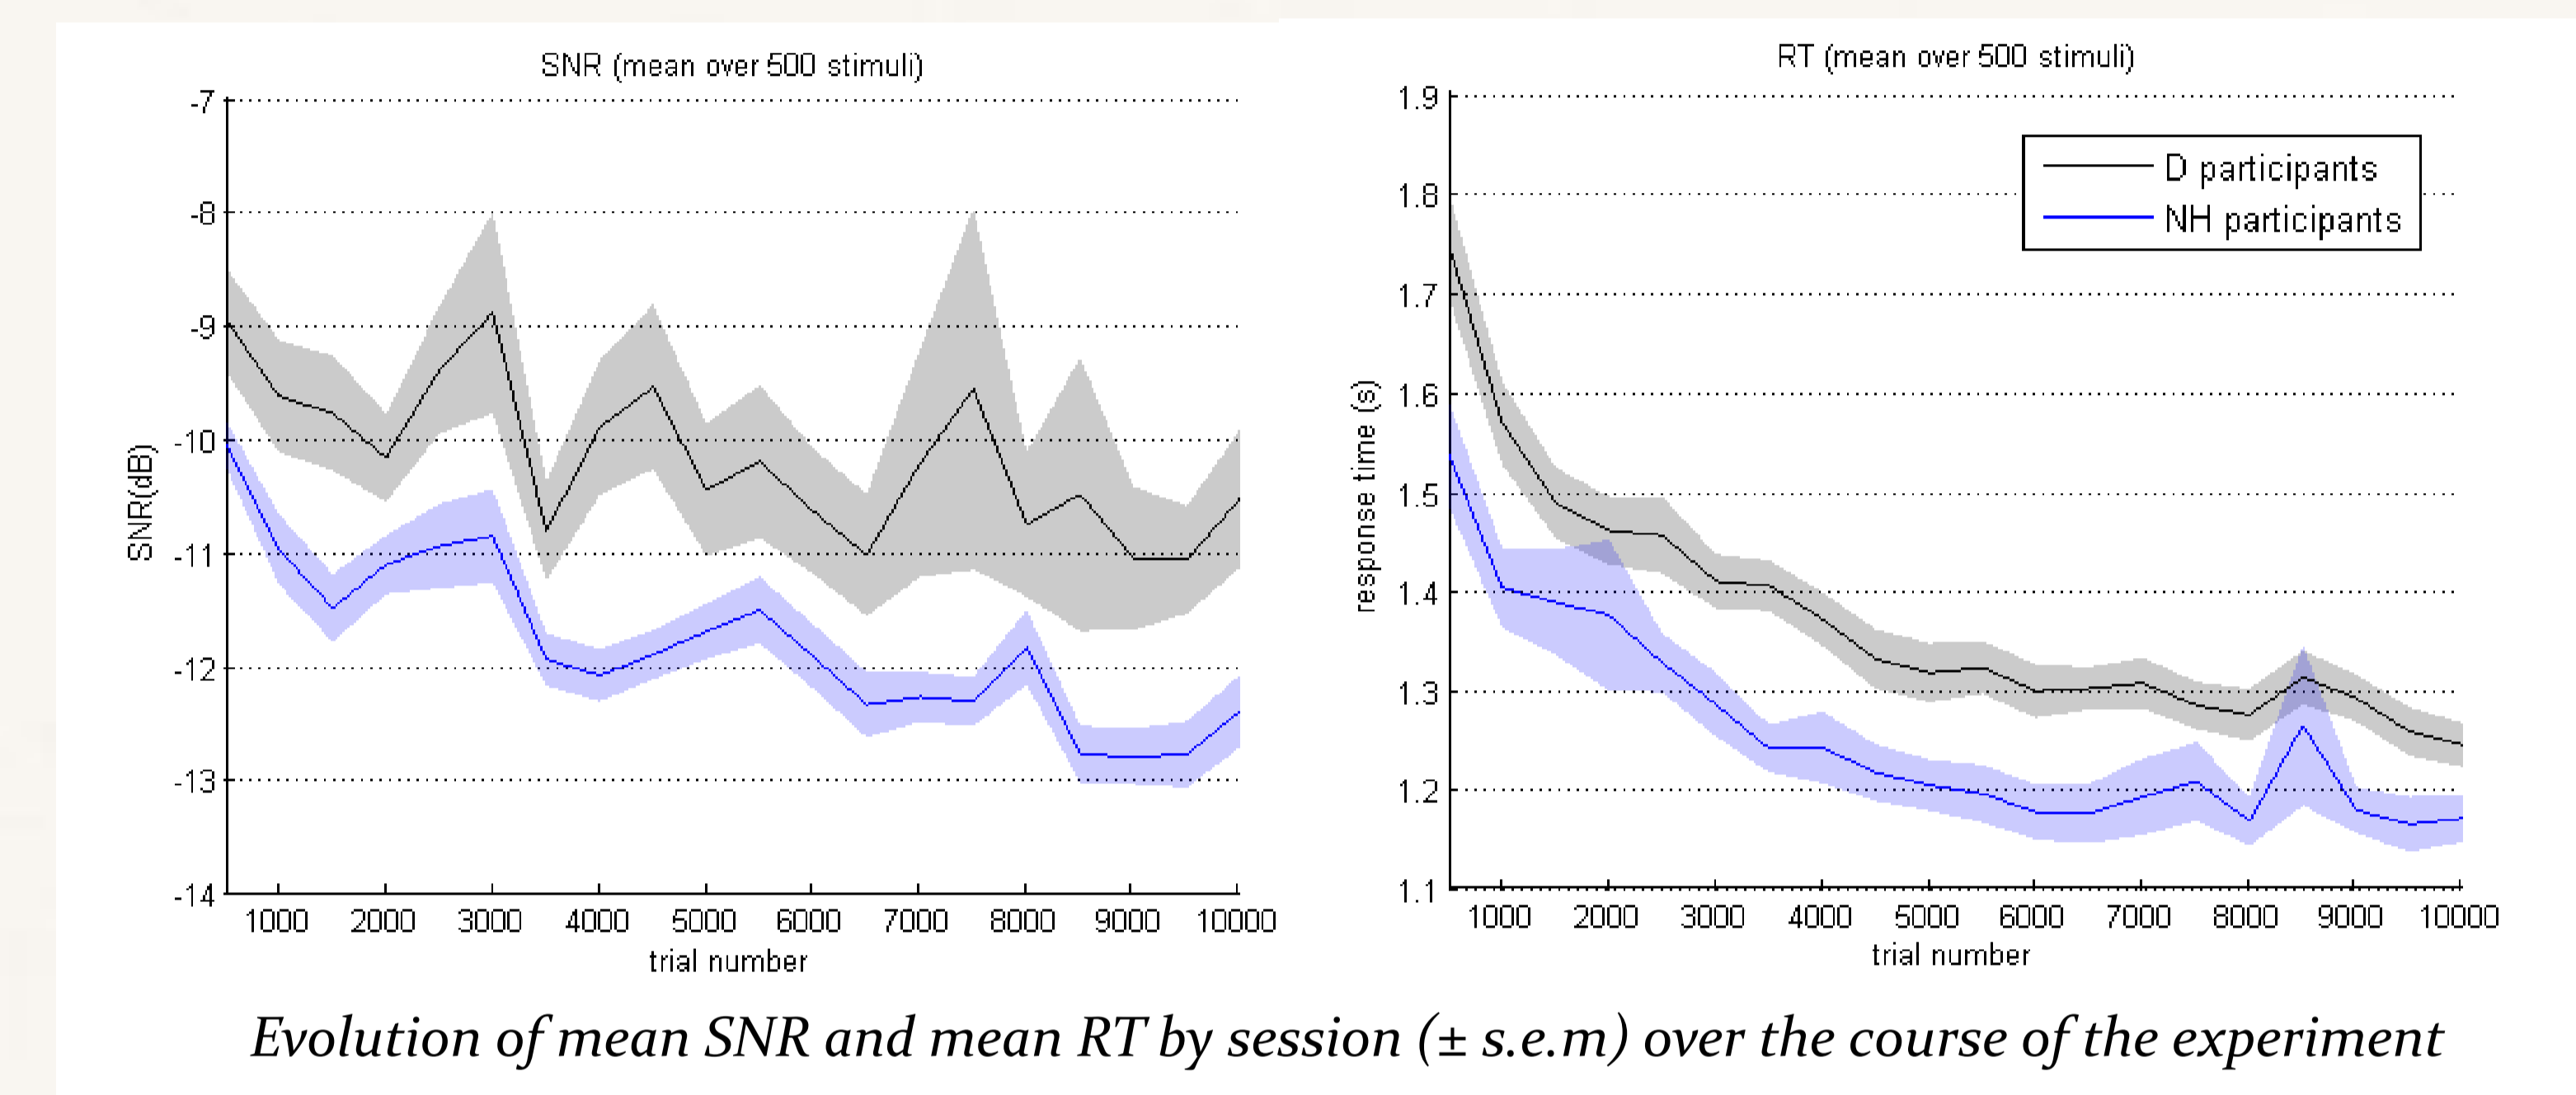 SNR (mean over 500 stimuli)
-7
-8
-9
-10
-11
-12
-13
-14
SNR(dB)
1000 2000 3000 4000 5000 6000 7000 8000 9000 10000
trial number
RT (mean over 500 stimuli)
1.9
1.8
1.7
1.6
1.5
1.4
1.3
1.2
1.1
response time (s)
D participants
NH participants
1000 2000 3000 4000 5000 6000 7000 8000 9000 10000
trial number
Evolution of mean SNR and mean RT by session (± s.e.m) over the course of the experiment